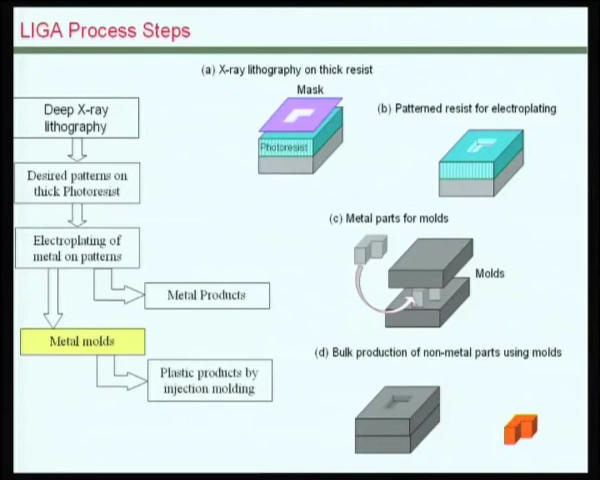 LIGA Process Steps
(a) X-ray lithography on thick resist
Mask
Photoresist
(b) Patterned resist for electroplating
Deep X-ray
lithography
Desired patterns on
thick Photoresist
Electroplating of
metal on patterns
Metal Products
Metal molds
Plastic products by
injection molding
(c) Metal parts for molds
Molds
(d) Bulk production of non-metal parts using molds